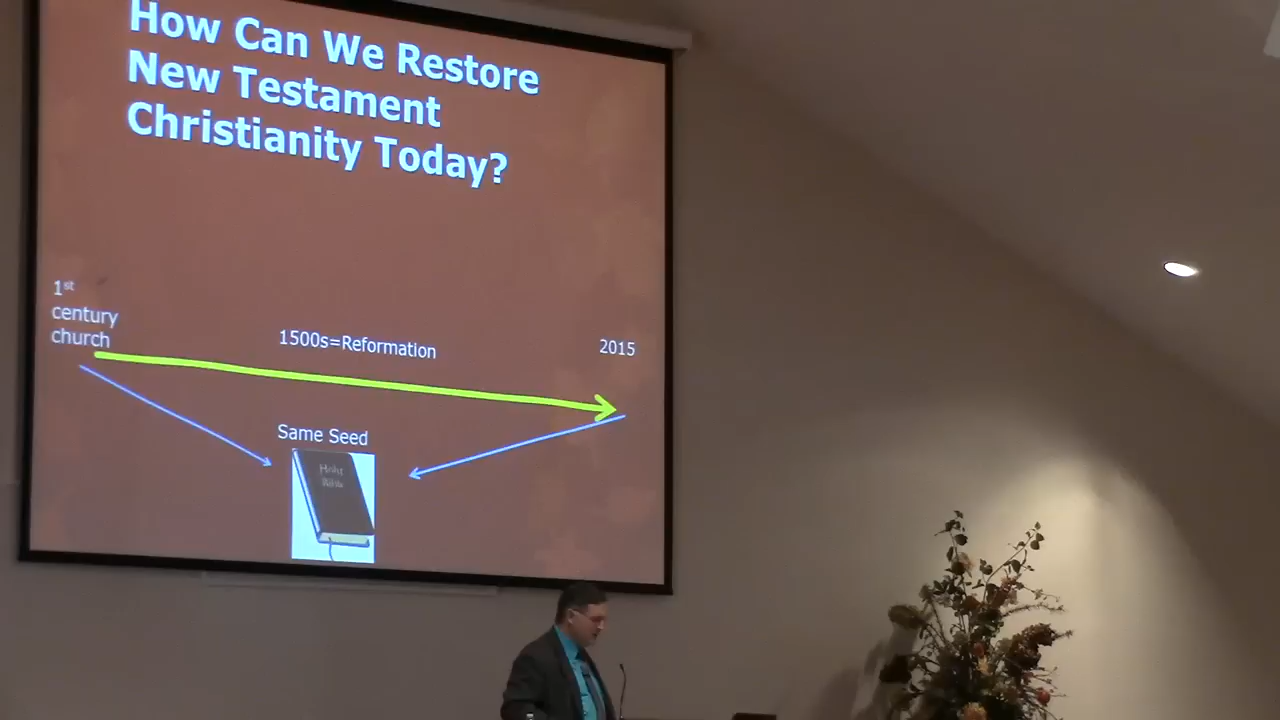 How Can We Restore
New Testament
Christianity Today?
1st
century
church
1500s=Reformation
2015
Same Seed
Holy
Bible